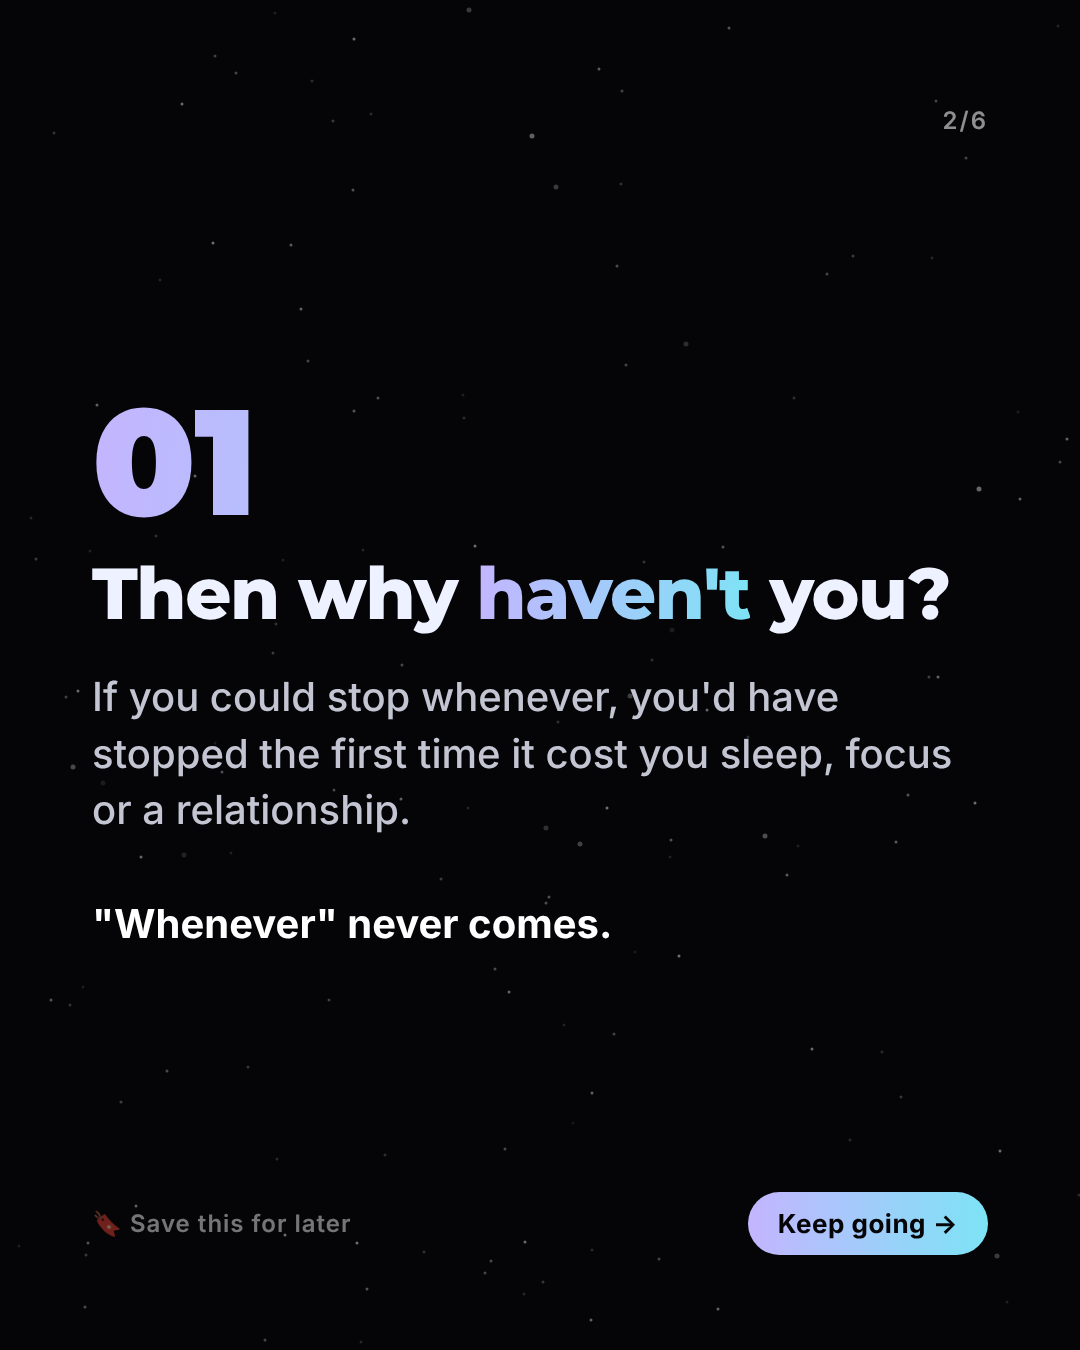 2/6
01
Then why haven't you?
If you could stop whenever, you'd have
stopped the first time it cost you sleep, focus
or a relationship.
"Whenever" never comes.
🔖 Save this for later
Keep going →